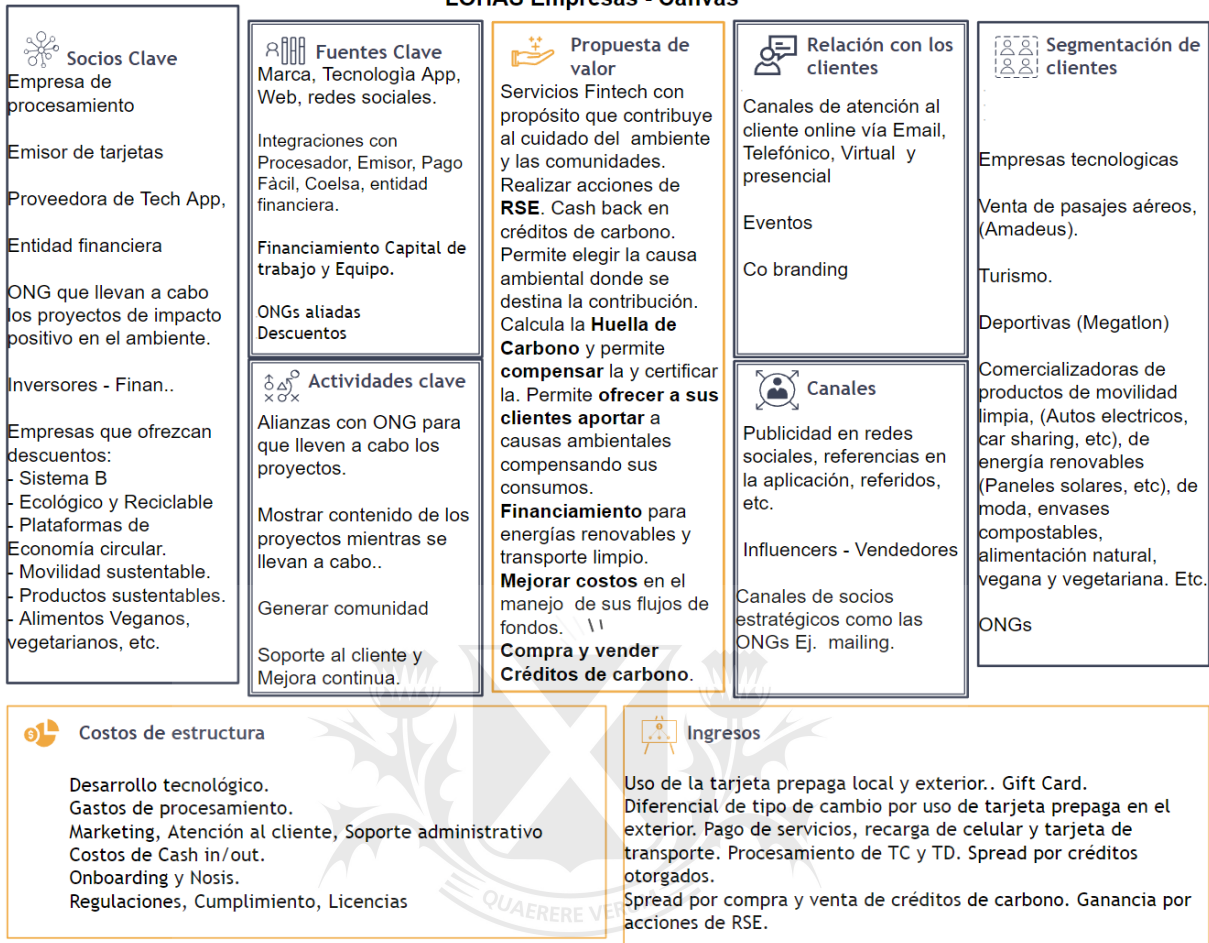 LOHAS Empresas - Canvas
Socios Clave
Empresa de
procesamiento
Emisor de tarjetas
Proveedora de Tech App,
Entidad financiera
ONG que llevan a cabo
los proyectos de impacto
positivo en el ambiente.
Inversores - Finan..
Empresas que ofrezcan
descuentos:
- Sistema B
- Ecológico y Reciclable
- Plataformas de
Economía circular.
- Movilidad sustentable.
- Productos sustentables.
- Alimentos Veganos,
vegetarianos, etc.
Fuentes Clave
Marca, Tecnologìa App,
Web, redes sociales.
Integraciones con
Procesador, Emisor, Pago
Fàcil, Coelsa, entidad
financiera.
Financiamiento Capital de
trabajo y Equipo.
ONGs aliadas
Descuentos
Actividades clave
Alianzas con ONG para
que lleven a cabo los
proyectos.
Mostrar contenido de los
proyectos mientras se
llevan a cabo..
Generar comunidad
Soporte al cliente y
Mejora continua.
Propuesta de
valor
Servicios Fintech con
propósito que contribuye
al cuidado del ambiente
y las comunidades.
Realizar acciones de
RSE. Cash back en
créditos de carbono.
Permite elegir la causa
ambiental donde se
destina la contribución.
Calcula la Huella de
Carbono y permite
compensar la y certificar
la. Permite ofrecer a sus
clientes aportar a
causas ambientales
compensando sus
consumos.
Financiamiento para
energías renovables y
transporte limpio.
Mejorar costos en el
manejo de sus flujos de
fondos.
Compra y vender
Créditos de carbono.
Relación con los
clientes
Canales de atención al
cliente online vía Email,
Telefónico, Virtual y
presencial
Eventos
Co branding
Canales
Publicidad en redes
sociales, referencias en
la aplicación, referidos,
etc.
Influencers - Vendedores
Canales de socios
estratégicos como las
ONGs Ej. mailing.
Segmentación de
clientes
Empresas tecnologicas
Venta de pasajes aéreos,
(Amadeus).
Turismo.
Deportivas (Megatlon)
Comercializadoras de
productos de movilidad
limpia, (Autos electricos,
car sharing, etc), de
energía renovables
(Paneles solares, etc), de
moda, envases
compostables,
alimentación natural,
vegana y vegetariana. Etc.
ONGs
Costos de estructura
Desarrollo tecnológico.
Gastos de procesamiento.
Marketing, Atención al cliente, Soporte administrativo
Costos de Cash in/out.
Onboarding y Nosis.
Regulaciones, Cumplimiento, Licencias
Ingresos
Uso de la tarjeta prepaga local y exterior.. Gift Card.
Diferencial de tipo de cambio por uso de tarjeta prepaga en el
exterior. Pago de servicios, recarga de celular y tarjeta de
transporte. Procesamiento de TC y TD. Spread por créditos
otorgados.
Spread por compra y venta de créditos de carbono. Ganancia por
acciones de RSE.
QUAERERE